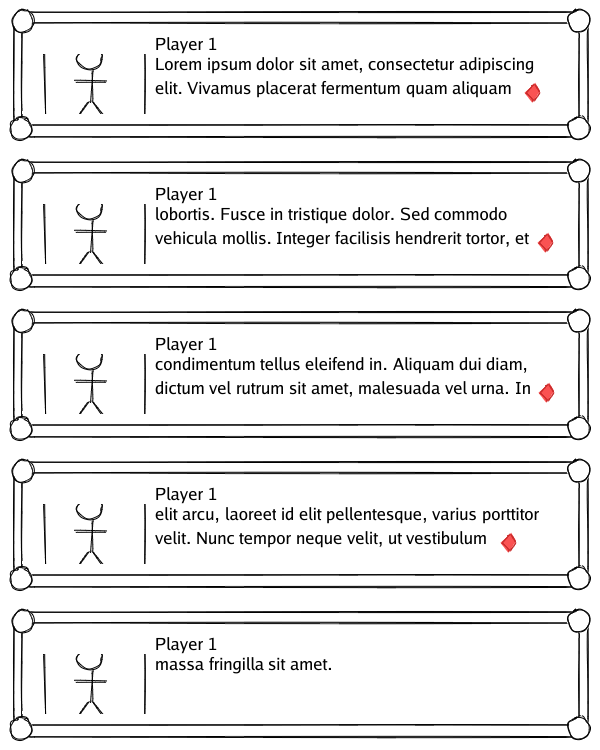 Player 1
Lorem ipsum dolor sit amet, consectetur adipiscing
elit. Vivamus placerat fermentum quam aliquam
Player 1
lobortis. Fusce in tristique dolor. Sed commodo
vehicula mollis. Integer facilisis hendrerit tortor, et
Player 1
condimentum tellus eleifend in. Aliquam dui diam,
dictum vel rutrum sit amet, malesuada vel urna. In
Player 1
elit arcu, laoreet id elit pellentesque, varius porttitor
velit. Nunc tempor neque velit, ut vestibulum
Player 1
massa fringilla sit amet.